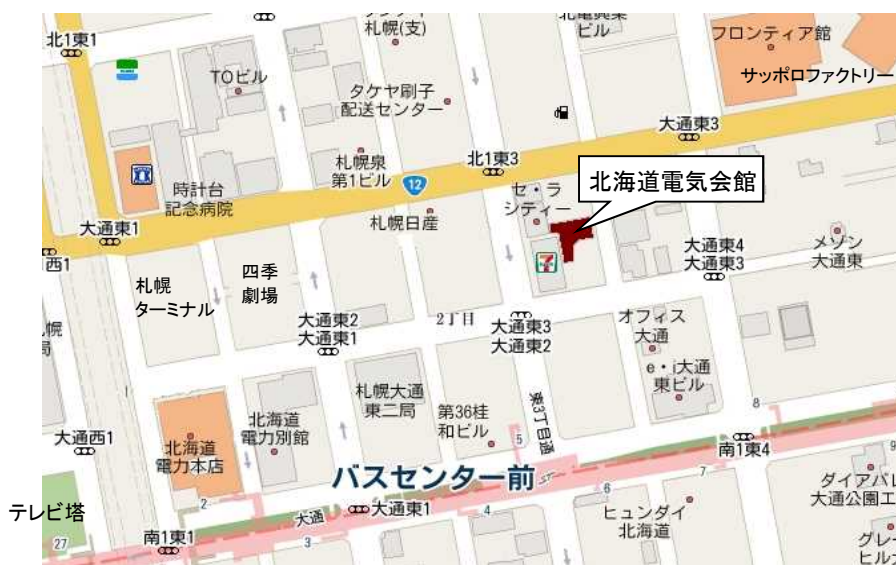 北1東1
札幌(支)
ビル
フロンティア館
サッポロファクトリー
TOビル
タケヤ刷子
配送センター
大通東3
札幌泉
第1ビル
北1東3
12
北海道電気会館
時計台
記念病院
セ・ラ
シティー
札幌日産
大通東1
西1
大通東4
大通東3
メゾン
大通東
札幌
ターミナル
四季
劇場
7
大通東2
大通東1
2丁目
大通東3
大通東2
オフィス
大通
e・j大通
東ビル
札幌大通
東二局
第36桂
和ビル
東3丁目通
8
北海道
電力別館
大通西1
北海道
電力本店
5
南1東4
9
バスセンター前
ダイアパレ
大通公園エ
テレビ塔
2
大通
大通東1
4
6
7
ヒュンダイ
北海道
27
南1東1
3
グレー
ヒル